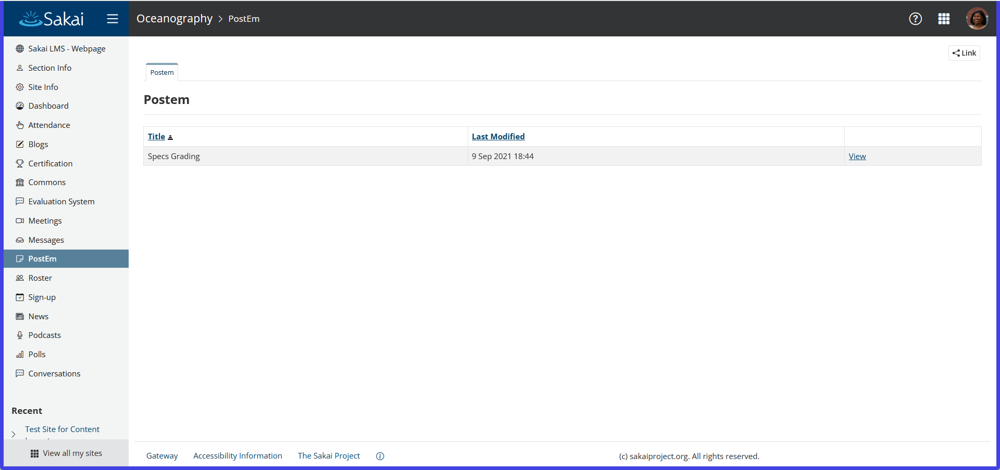 Sakai
Oceanography > PostEm
Sakai LMS - Webpage
Section Info
Site Info
Dashboard
Attendance
Blogs
Certification
Commons
Evaluation System
Meetings
Messages
PostEm
Roster
Sign-up
News
Podcasts
Polls
Conversations
Recent
Test Site for Content
View all my sites
Link
Postem
Postem
Title Last Modified
Specs Grading 9 Sep 2021 18:44 View
Gateway Accessibility Information The Sakai Project (c) sakaiproject.org. All rights reserved.